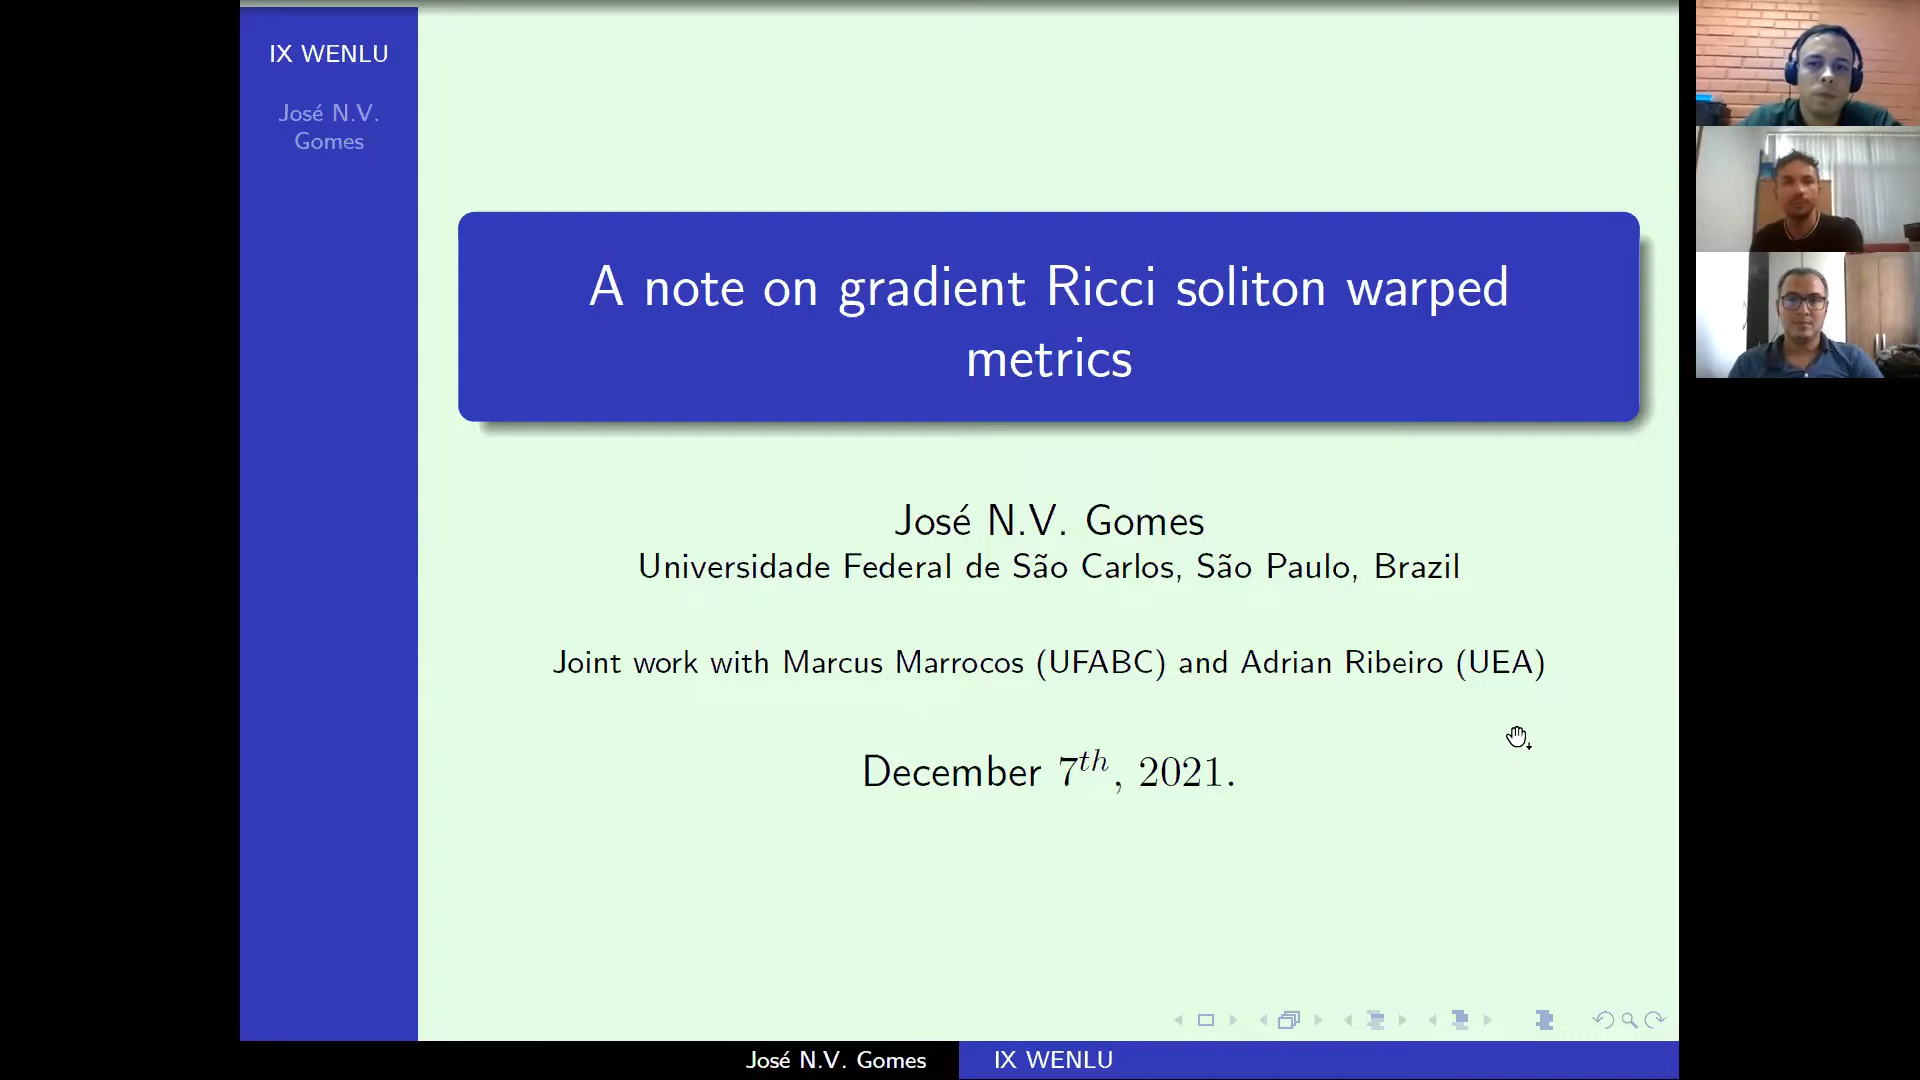 IX WENLU
José N.V.
Gomes
A note on gradient Ricci soliton warped
metrics
José N.V. Gomes
Universidade Federal de São Carlos, São Paulo, Brazil
Joint work with Marcus Marrocos (UFABC) and Adrian Ribeiro (UEA)
December 7th, 2021.
José N.V. Gomes
IX WENLU